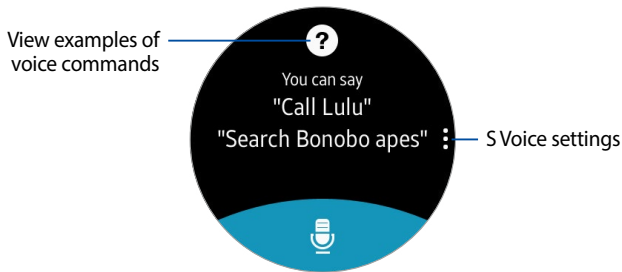 View examples of
voice commands
?
You can say
"Call Lulu"
"Search Bonobo apes"
S Voice settings